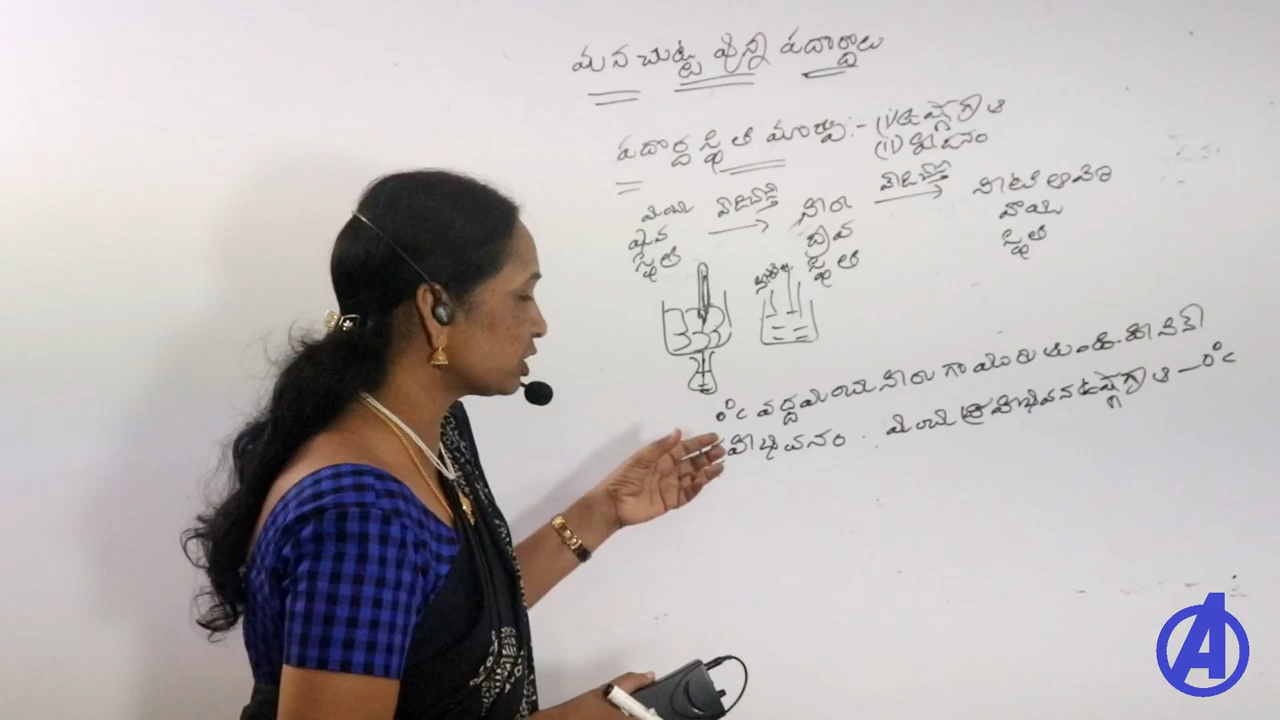 మన చుట్టూ ఉన్న పదార్థాలు
పదార్థ స్థితి మార్పు :- (i) ఉష్ణోగ్రత
(ii) పీడనం
మంచు వేడిచేస్తే → నీరు వేడిచేస్తే → నీటి ఆవిరి
ఘన ద్రవ వాయు
స్థితి స్థితి స్థితి
0°c వద్ద మంచు నీరు గా మారుతుంది. దీనినే
ద్రవీభవనం. మంచు ద్రవీభవన ఉష్ణోగ్రత - 0°c
A